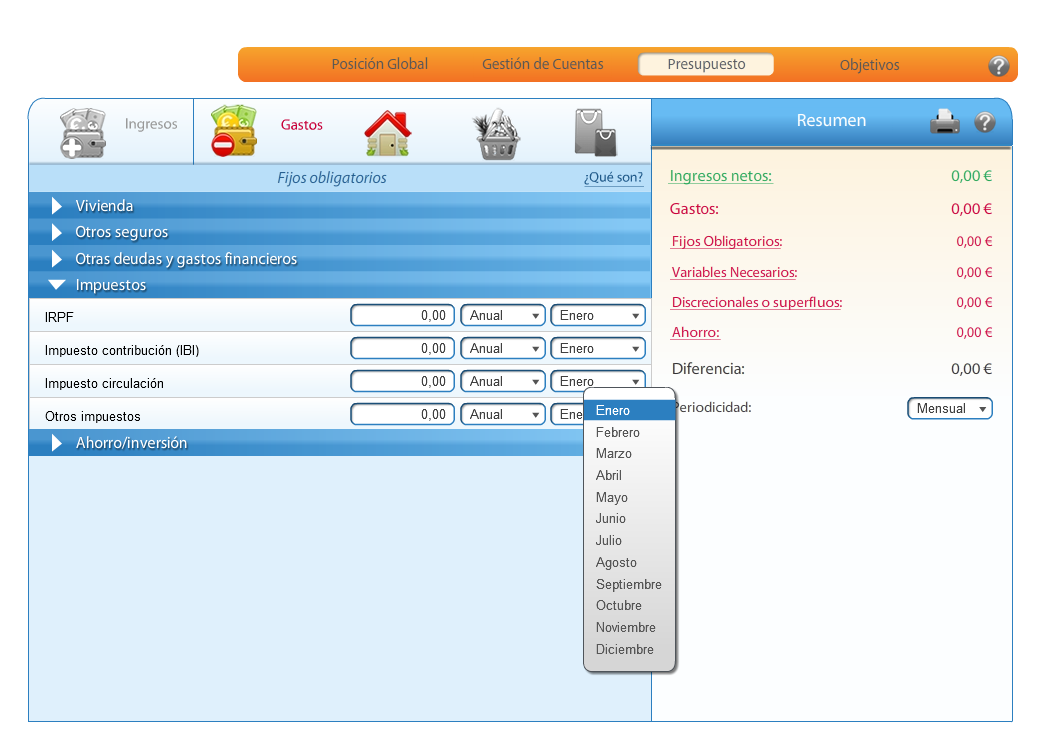 Posición Global Gestión de Cuentas Presupuesto Objetivos ?
Ingresos Gastos
Resumen ?
Fijos obligatorios ¿Qué son?
Vivienda
Otros seguros
Otras deudas y gastos financieros
Impuestos
IRPF 0,00 Anual Enero
Impuesto contribución (IBI) 0,00 Anual Enero
Impuesto circulación 0,00 Anual Enero
Otros impuestos 0,00 Anual Ene
Ahorro/inversión
Enero
Febrero
Marzo
Abril
Mayo
Junio
Julio
Agosto
Septiembre
Octubre
Noviembre
Diciembre
Ingresos netos: 0,00 €
Gastos: 0,00 €
Fijos Obligatorios: 0,00 €
Variables Necesarios: 0,00 €
Discrecionales o superfluos: 0,00 €
Ahorro: 0,00 €
Diferencia: 0,00 €
Periodicidad: Mensual